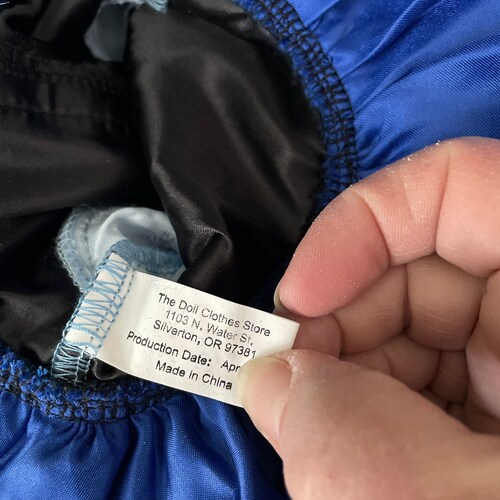 The Doll Clothes Store
1103 N. Water St.
Silverton, OR 97381
Production Date: Apr
Made in China